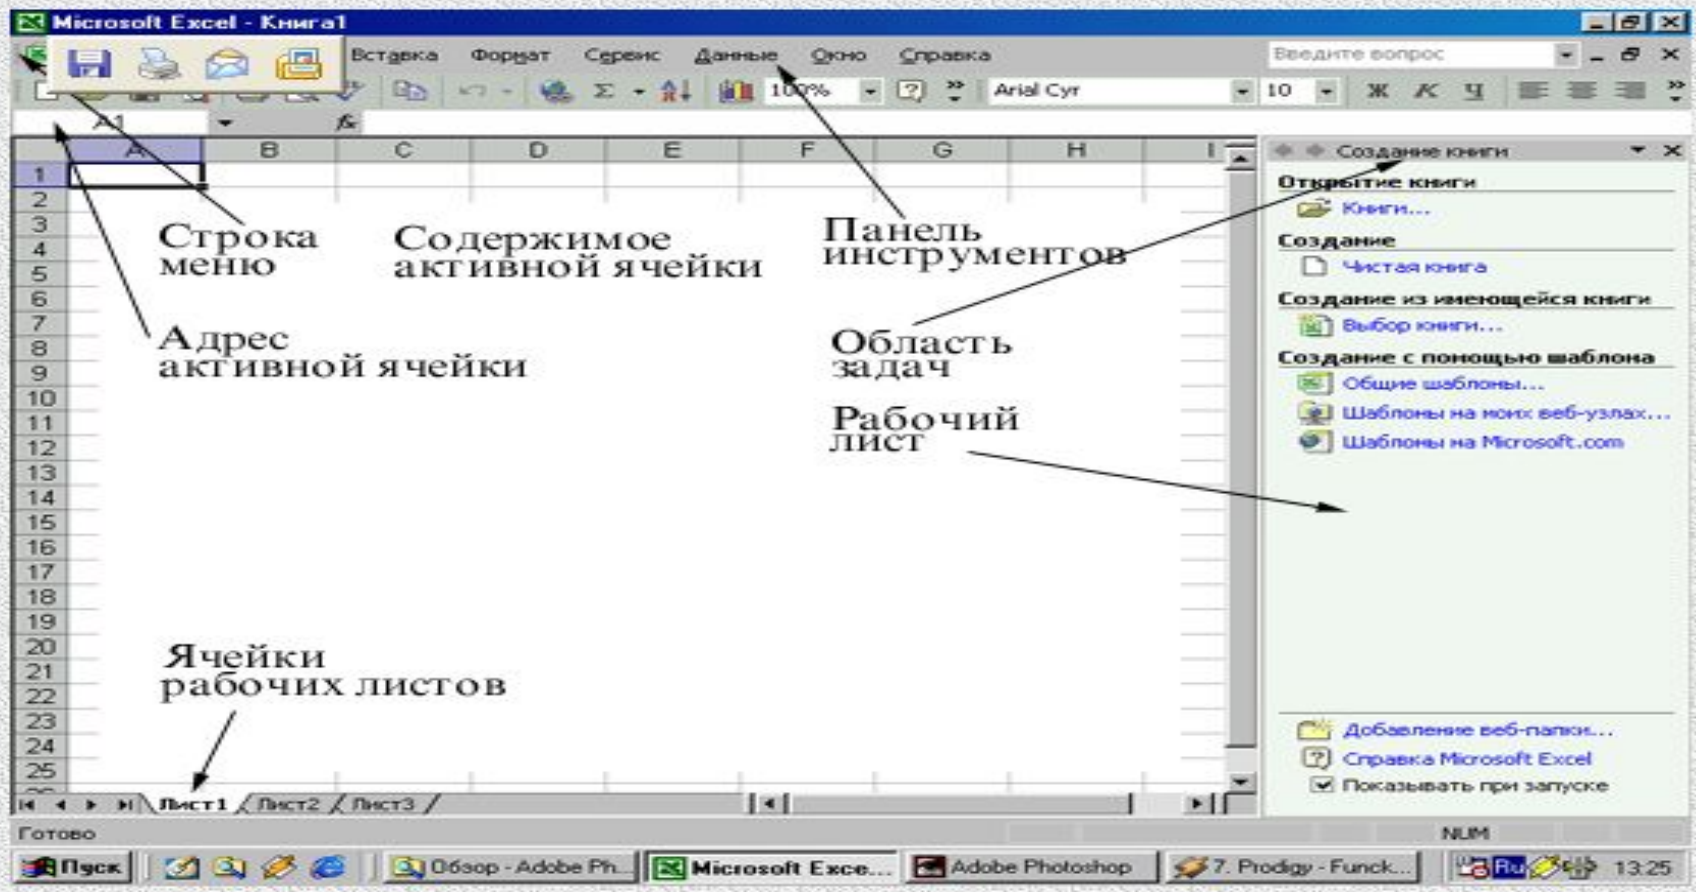 Microsoft Excel - Книга1
Вставка Формат Сервис Данные Окно Справка Введите вопрос
100% Arial Cyr 10 Ж К Ч
A1 fx
A B C D E F G H I Создание книги
1
2
3
4
5
6
7
8
9
10
11
12
13
14
15
16
17
18
19
20
21
22
23
24
25
Строка
меню
Содержимое
активной ячейки
Панель
инструментов
Адрес
активной ячейки
Область
задач
Рабочий
лист
Ячейки
рабочих листов
Открытие книги
Книги...
Создание
Чистая книга
Создание из имеющейся книги
Выбор книги...
Создание с помощью шаблона
Общие шаблоны...
Шаблоны на моих веб-узлах...
Шаблоны на Microsoft.com
Добавление веб-папки...
Справка Microsoft Excel
Показывать при запуске
Лист1 Лист2 Лист3
Готово NUM
Пуск Обзор - Adobe Ph... Microsoft Exce... Adobe Photoshop 7. Prodigy - Funck... Ru 13:25